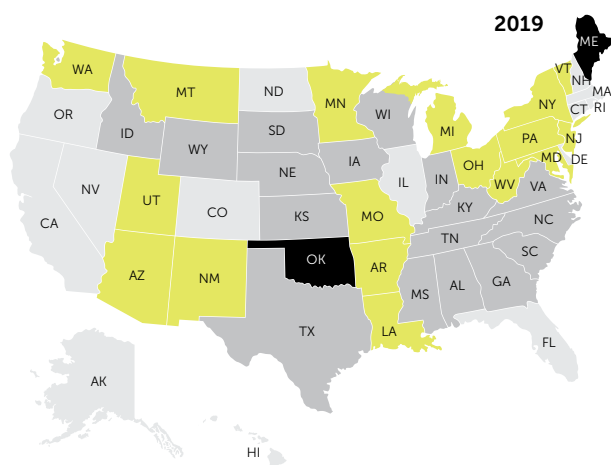 2019
ME
WA
VT
NH
MT
ND
MN
MA
OR
NY
CT
RI
ID
SD
WI
MI
WY
PA
NJ
IA
NE
OH
MD
DE
NV
IL
IN
WV
VA
UT
CO
KS
MO
KY
CA
NC
TN
OK
AR
SC
AZ
NM
MS
AL
GA
TX
LA
FL
AK
HI